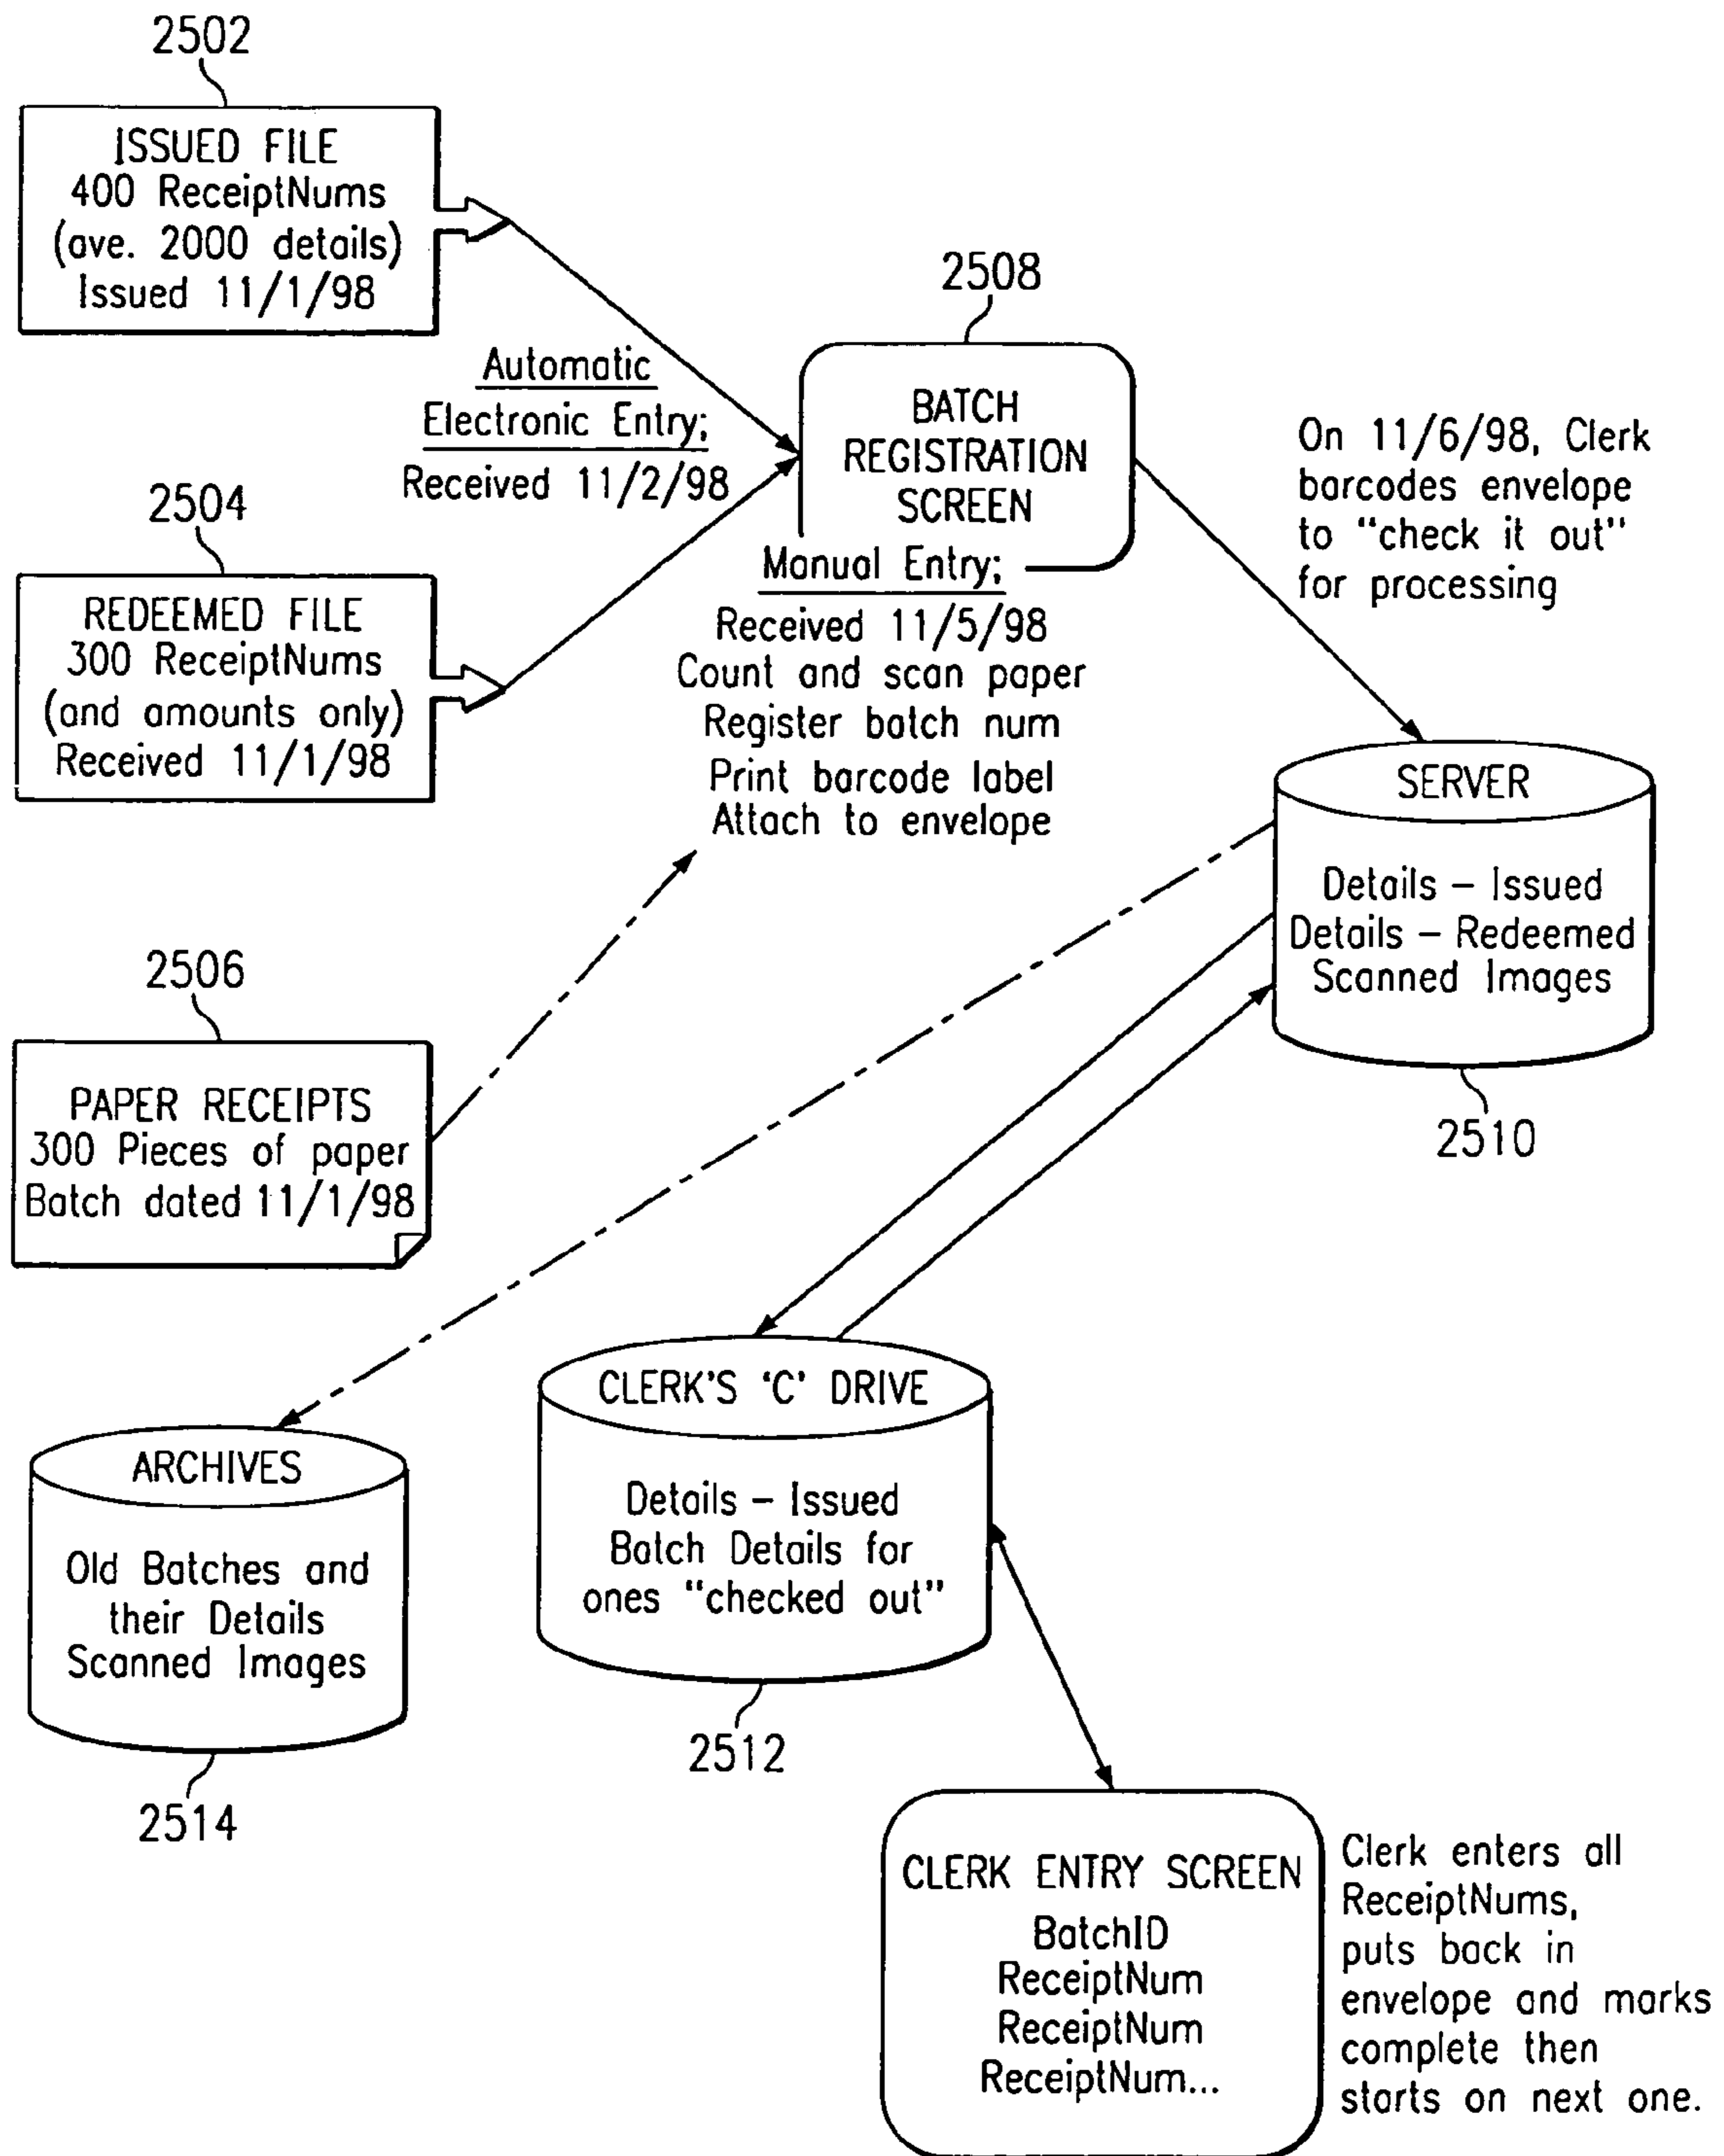 2502
ISSUED FILE
400 ReceiptNums
(ave. 2000 details)
Issued 11/1/98
Automatic
Electronic Entry;
Received 11/2/98
2504
REDEEMED FILE
300 ReceiptNums
(and amounts only)
Received 11/1/98
2508
BATCH
REGISTRATION
SCREEN
Manual Entry;
Received 11/5/98
Count and scan paper
Register batch num
Print barcode label
Attach to envelope
On 11/6/98, Clerk
barcodes envelope
to "check it out"
for processing
2506
PAPER RECEIPTS
300 Pieces of paper
Batch dated 11/1/98
SERVER
Details – Issued
Details – Redeemed
Scanned Images
2510
ARCHIVES
Old Batches and
their Details
Scanned Images
2514
CLERK'S 'C' DRIVE
Details – Issued
Batch Details for
ones "checked out"
2512
CLERK ENTRY SCREEN
BatchID
ReceiptNum
ReceiptNum
ReceiptNum...
Clerk enters all
ReceiptNums,
puts back in
envelope and marks
complete then
starts on next one.